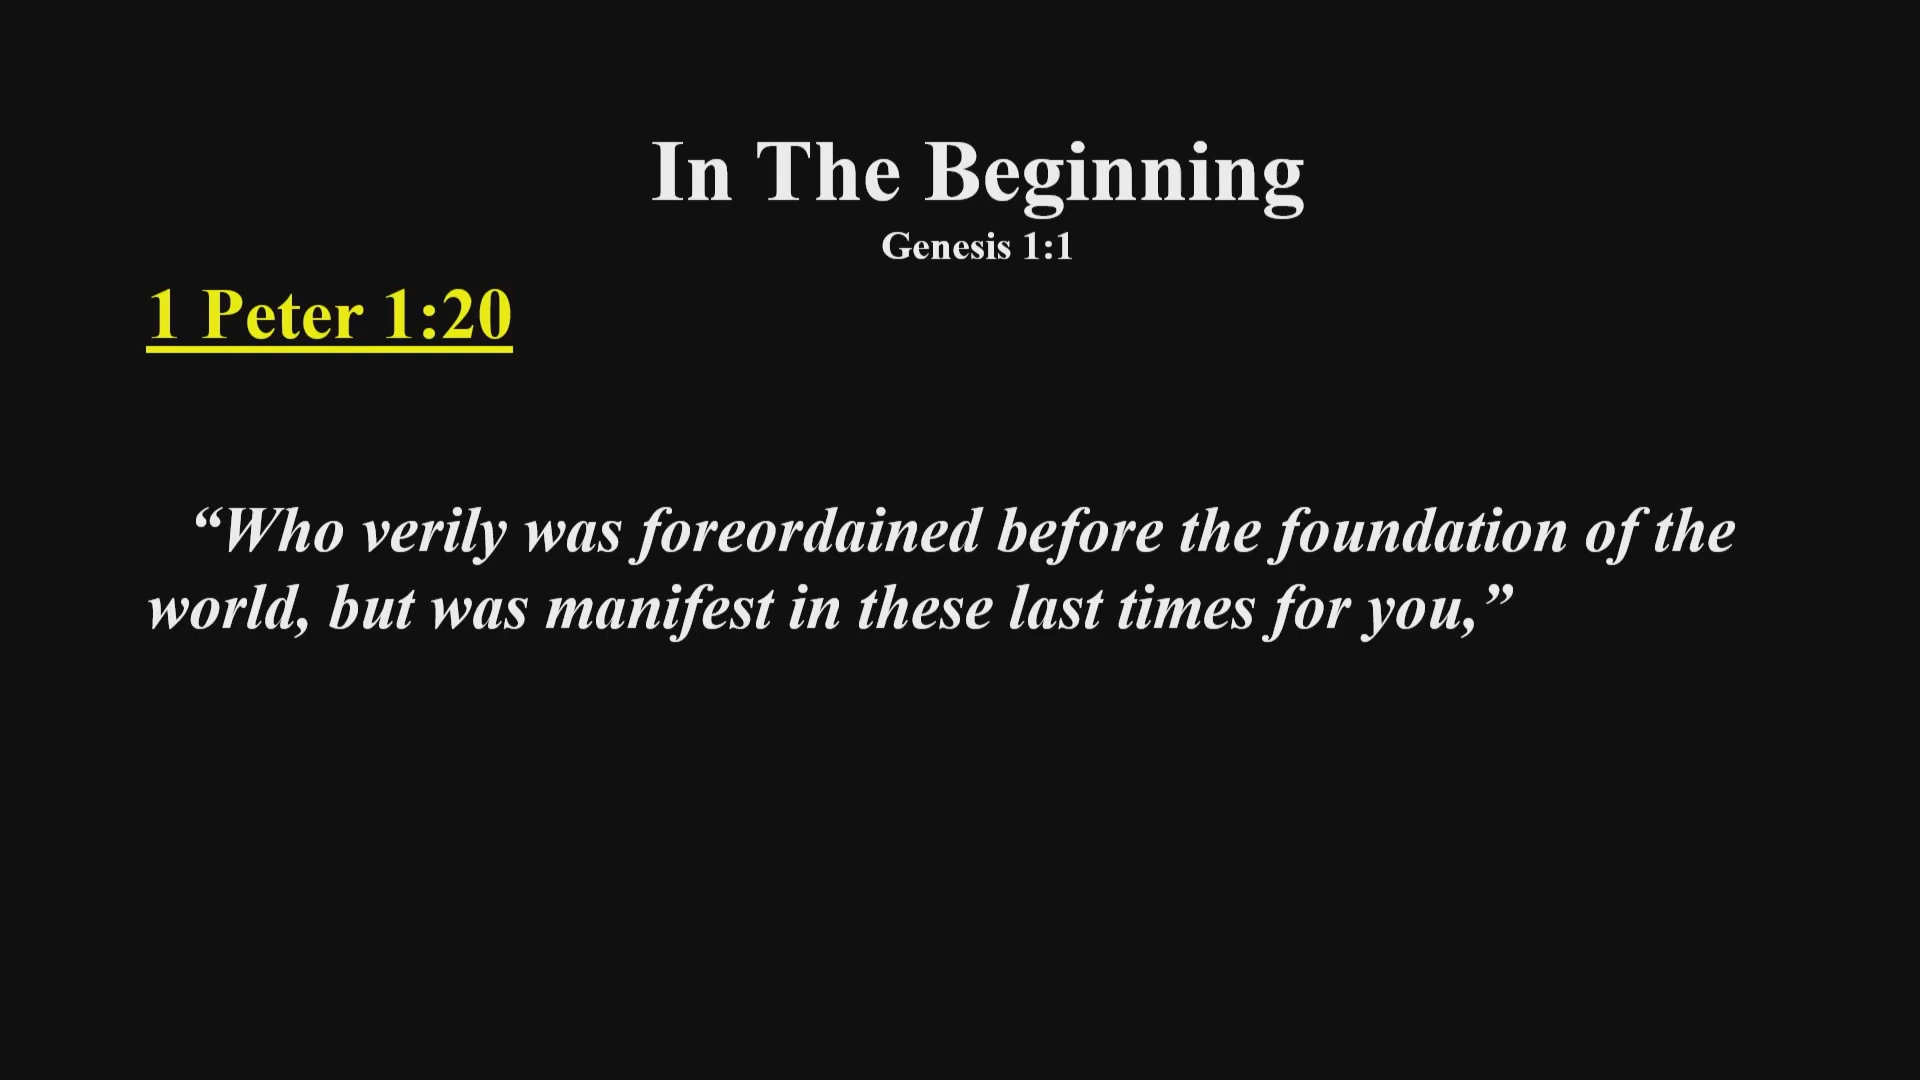 In The Beginning
Genesis 1:1
1 Peter 1:20
“Who verily was foreordained before the foundation of the
world, but was manifest in these last times for you,”